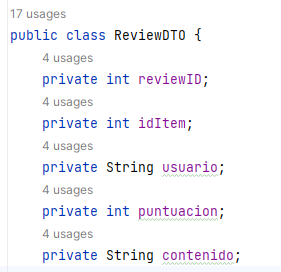 17 usages
public class ReviewDTO {
4 usages
private int reviewID;
4 usages
private int idItem;
4 usages
private String usuario;
4 usages
private int puntuacion;
4 usages
private String contenido;